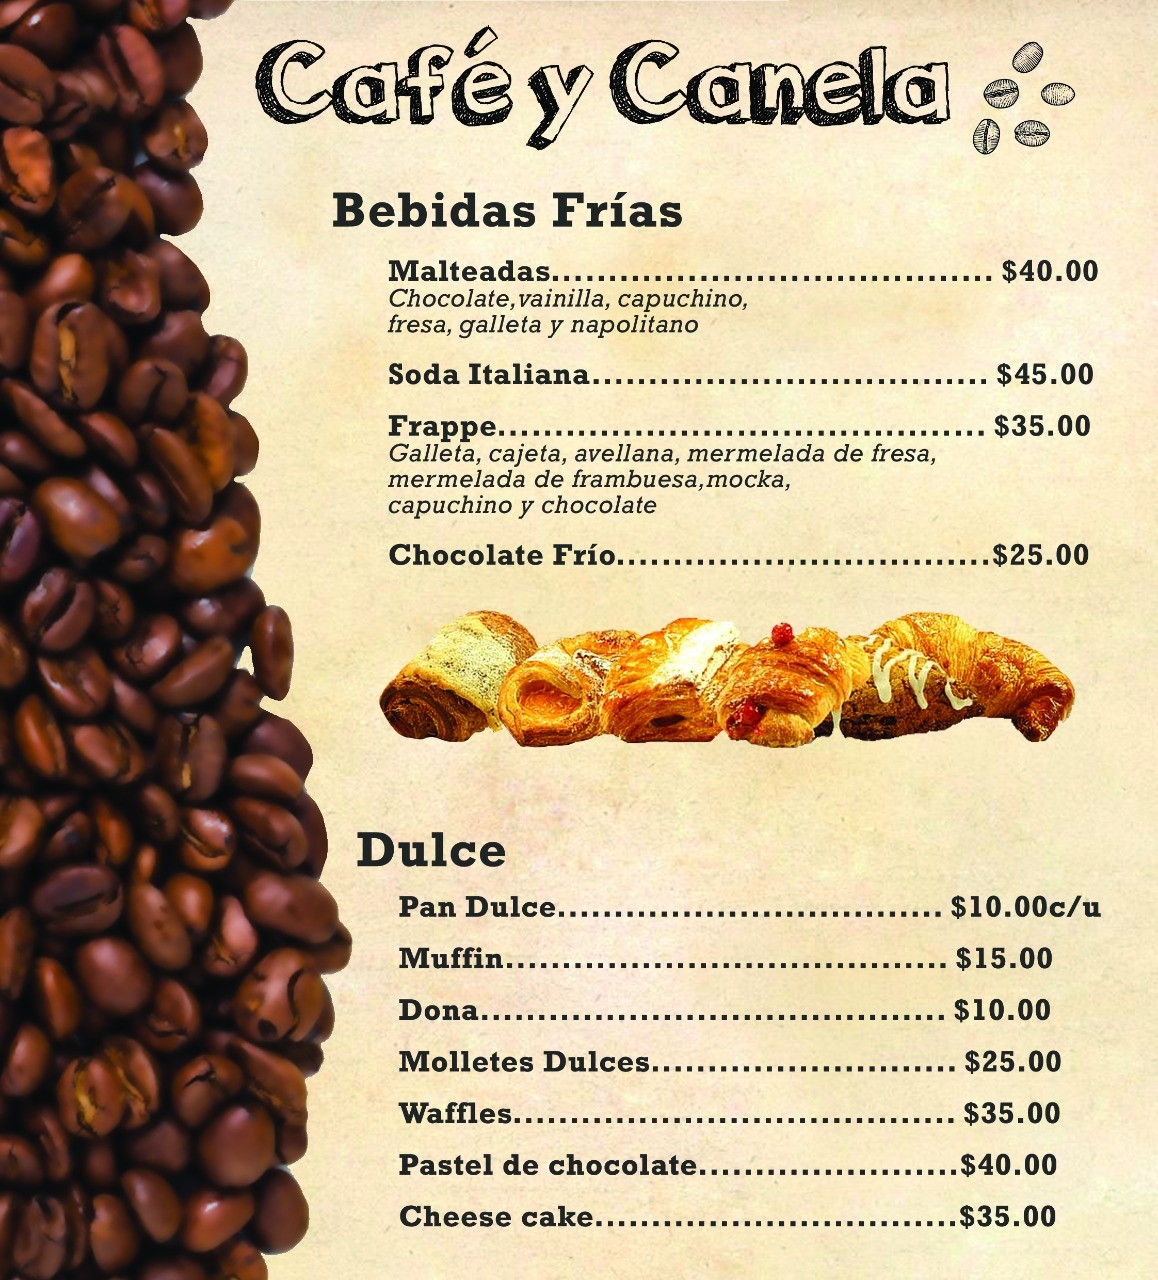 Café y Canela
Bebidas Frías
Malteadas....................................... $40.00
Chocolate,vainilla, capuchino,
fresa, galleta y napolitano
Soda Italiana................................... $45.00
Frappe........................................... $35.00
Galleta, cajeta, avellana, mermelada de fresa,
mermelada de frambuesa,mocka,
capuchino y chocolate
Chocolate Frío.................................$25.00
Dulce
Pan Dulce.................................. $10.00c/u
Muffin....................................... $15.00
Dona......................................... $10.00
Molletes Dulces........................... $25.00
Waffles....................................... $35.00
Pastel de chocolate.......................$40.00
Cheese cake................................$35.00